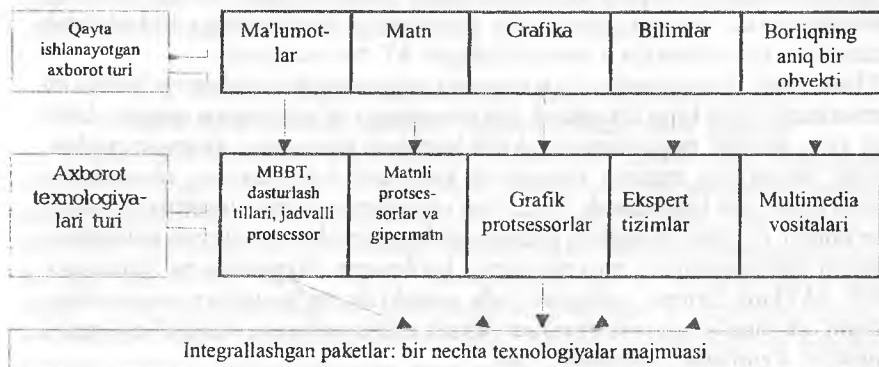 Qayta
ishlanayotgan
axborot turi
Ma'lumot-
lar
Matn
Grafika
Bilimlar
Borliqning
aniq bir
obyekti
Axborot
texnologiya-
lari turi
MBBT,
dasturlash
tillari, jadvalli
protsessor
Matnli
protses-
sorlar va
gipermatn
Grafik
protsessorlar
Ekspert
tizimlar
Multimedia
vositalari
Integrallashgan paketlar: bir nechta texnologiyalar majmuasi